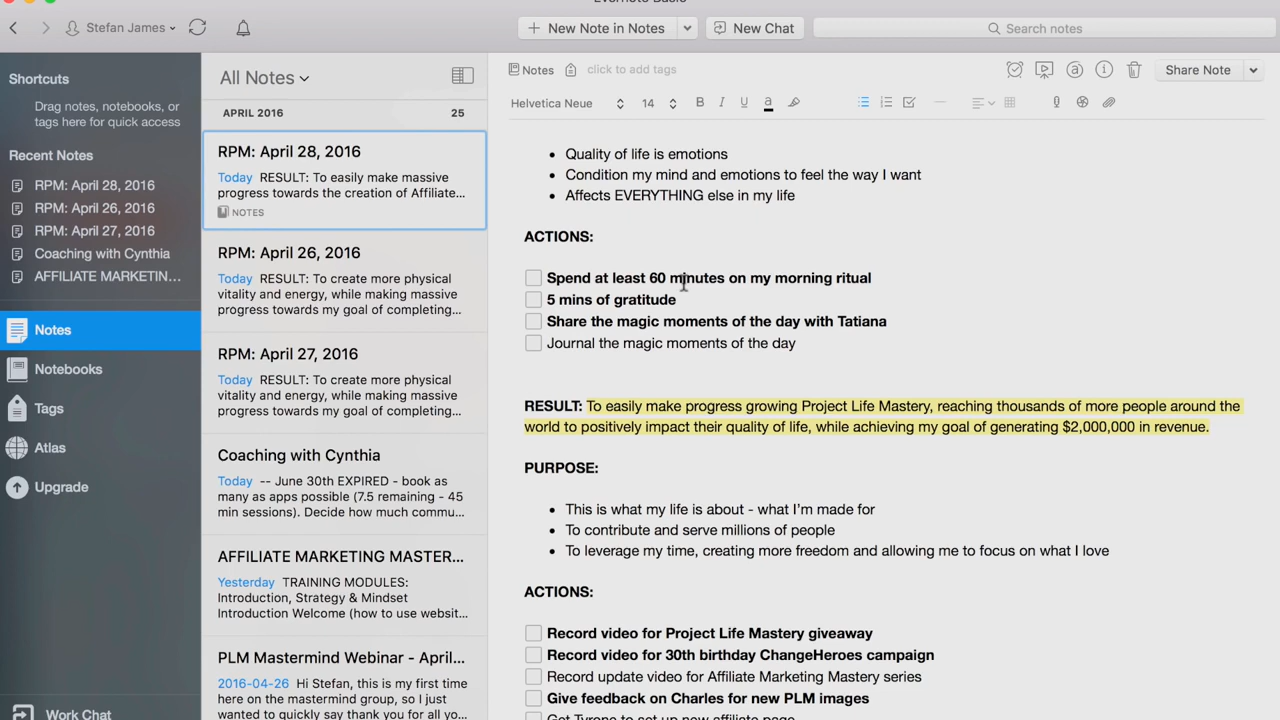 Stefan James
New Note in Notes
New Chat
Search notes
Shortcuts
Drag notes, notebooks, or
tags here for quick access
Recent Notes
RPM: April 28, 2016
RPM: April 26, 2016
RPM: April 27, 2016
Coaching with Cynthia
AFFILIATE MARKETIN...
Notes
Notebooks
Tags
Atlas
Upgrade
Work Chat
All Notes
APRIL 2016 25
RPM: April 28, 2016
Today RESULT: To easily make massive
progress towards the creation of Affiliate...
NOTES
RPM: April 26, 2016
Today RESULT: To create more physical
vitality and energy, while making massive
progress towards my goal of completing...
RPM: April 27, 2016
Today RESULT: To create more physical
vitality and energy, while making massive
progress towards my goal of completing...
Coaching with Cynthia
Today -- June 30th EXPIRED - book as
many as apps possible (7.5 remaining - 45
min sessions). Decide how much commu...
AFFILIATE MARKETING MASTER...
Yesterday TRAINING MODULES:
Introduction, Strategy & Mindset
Introduction Welcome (how to use websit...
PLM Mastermind Webinar - April...
2016-04-26 Hi Stefan, this is my first time
here on the mastermind group, so I just
wanted to quickly say thank you for all yo...
Notes click to add tags
Share Note
Helvetica Neue 14 B I U a
• Quality of life is emotions
• Condition my mind and emotions to feel the way I want
• Affects EVERYTHING else in my life
ACTIONS:
Spend at least 60 minutes on my morning ritual
5 mins of gratitude
Share the magic moments of the day with Tatiana
Journal the magic moments of the day
RESULT: To easily make progress growing Project Life Mastery, reaching thousands of more people around the
world to positively impact their quality of life, while achieving my goal of generating $2,000,000 in revenue.
PURPOSE:
• This is what my life is about - what I'm made for
• To contribute and serve millions of people
• To leverage my time, creating more freedom and allowing me to focus on what I love
ACTIONS:
Record video for Project Life Mastery giveaway
Record video for 30th birthday ChangeHeroes campaign
Record update video for Affiliate Marketing Mastery series
Give feedback on Charles for new PLM images
Get Tyrone to set up new affiliate page